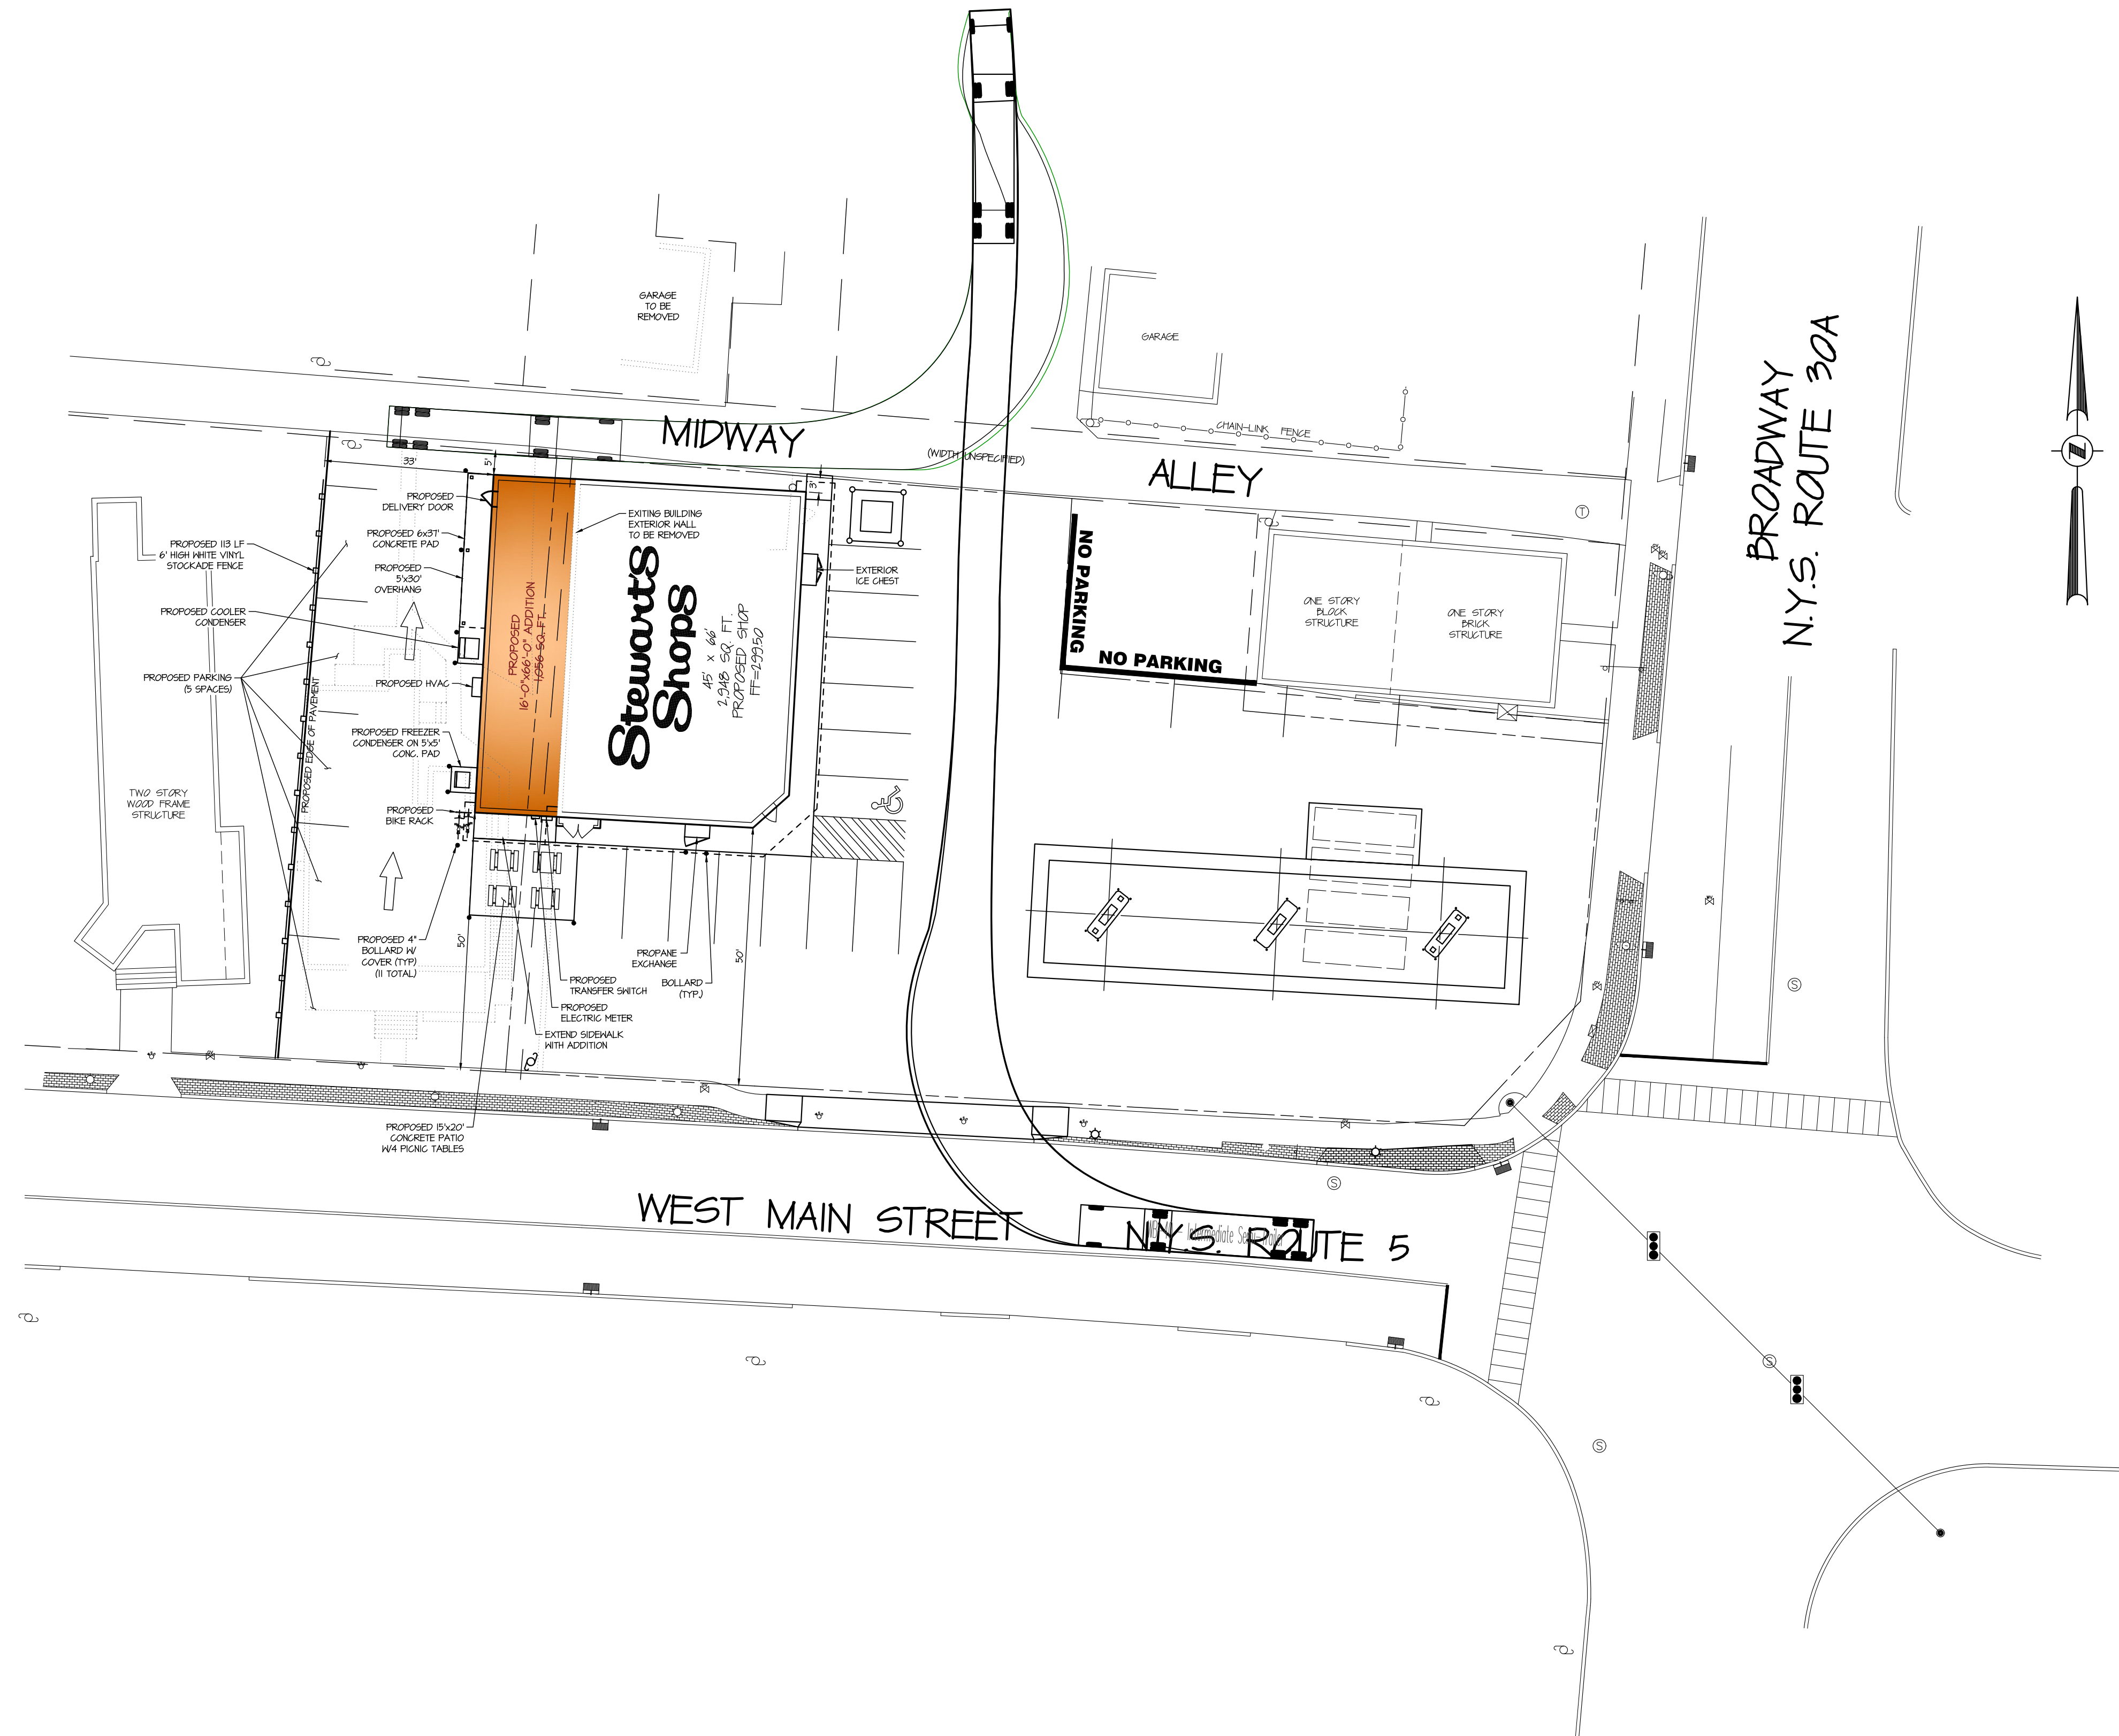 GARAGE
TO BE
REMOVED
GARAGE
CHAIN-LINK FENCE
MIDWAY
(WIDTH UNSPECIFIED)
ALLEY
BROADWAY
N.Y.S. ROUTE 30A
N
T
33'
5'
3'
PROPOSED
DELIVERY DOOR
PROPOSED 6x37'
CONCRETE PAD
PROPOSED
5'x30'
OVERHANG
PROPOSED 113 LF
6' HIGH WHITE VINYL
STOCKADE FENCE
PROPOSED COOLER
CONDENSER
PROPOSED PARKING
(5 SPACES)
PROPOSED HVAC
PROPOSED FREEZER
CONDENSER ON 5'x5'
CONC. PAD
PROPOSED EDGE OF PAVEMENT
PROPOSED
BIKE RACK
TWO STORY
WOOD FRAME
STRUCTURE
EXITING BUILDING
EXTERIOR WALL
TO BE REMOVED
PROPOSED
16'-0"x66'-0" ADDITION
1,056 SQ. FT.
Stewart's
Shops
45' x 66'
2,948 SQ. FT.
PROPOSED SHOP
FF=299.50
EXTERIOR
ICE CHEST
NO PARKING
NO PARKING
ONE STORY
BLOCK
STRUCTURE
ONE STORY
BRICK
STRUCTURE
PROPOSED 4"
BOLLARD W/
COVER (TYP)
(11 TOTAL)
50'
50'
PROPANE
EXCHANGE
BOLLARD
(TYP.)
PROPOSED
TRANSFER SWITCH
PROPOSED
ELECTRIC METER
EXTEND SIDEWALK
WITH ADDITION
PROPOSED 15'x20'
CONCRETE PATIO
W/4 PICNIC TABLES
S
S
WEST MAIN STREET
N.Y.S. ROUTE 5
S
S